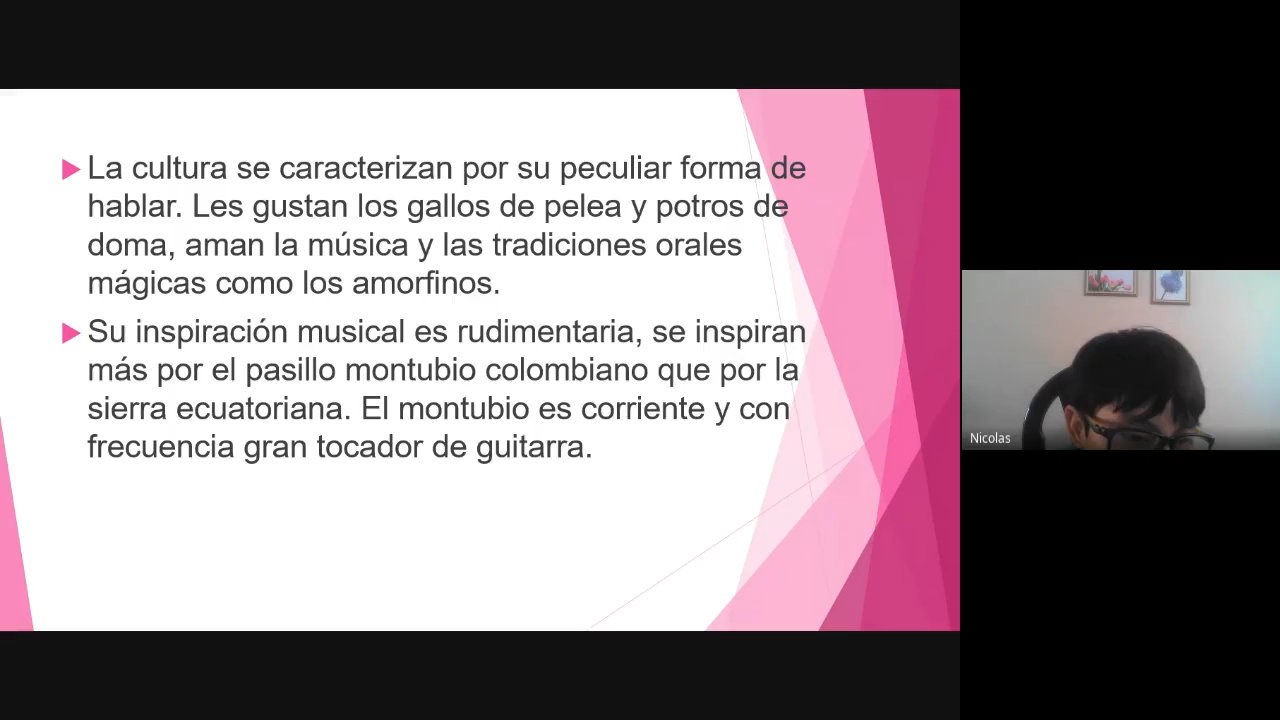 La cultura se caracterizan por su peculiar forma de
hablar. Les gustan los gallos de pelea y potros de
doma, aman la música y las tradiciones orales
mágicas como los amorfinos.
Su inspiración musical es rudimentaria, se inspiran
más por el pasillo montubio colombiano que por la
sierra ecuatoriana. El montubio es corriente y con
frecuencia gran tocador de guitarra.
Nicolas